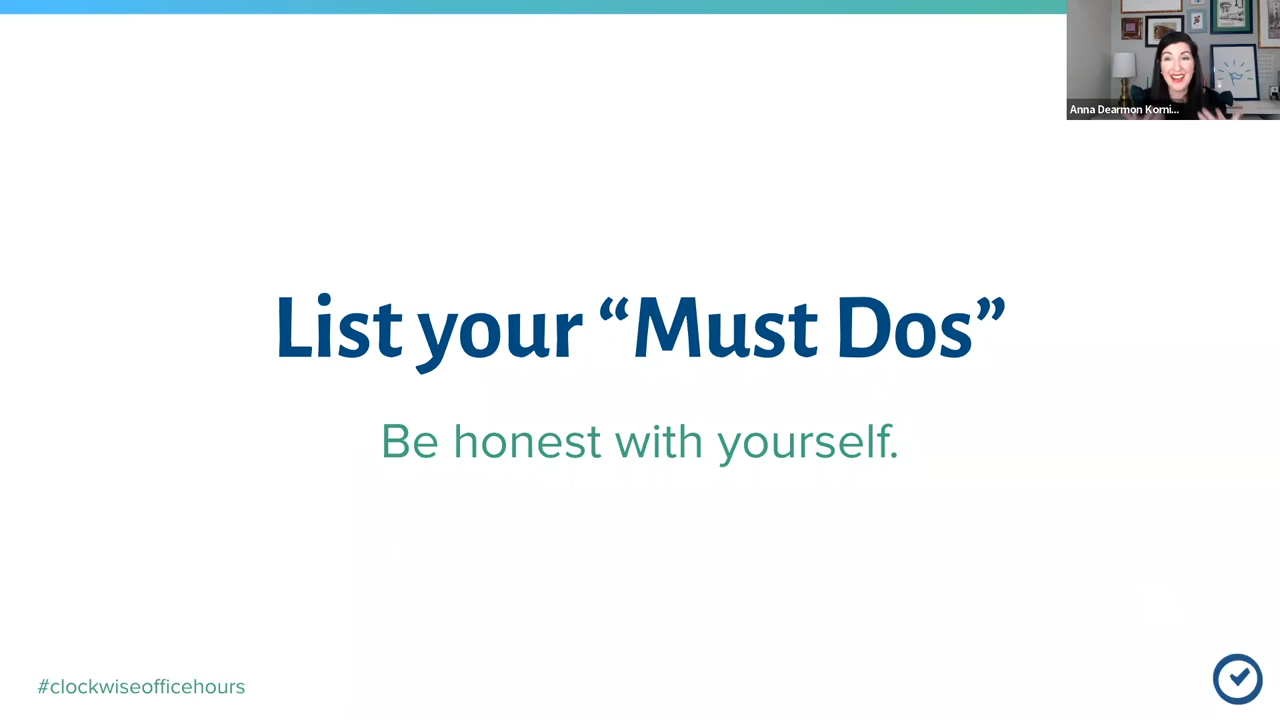 Anna Dearmon Korni...
List your “Must Dos”
Be honest with yourself.
#clockwiseofficehours